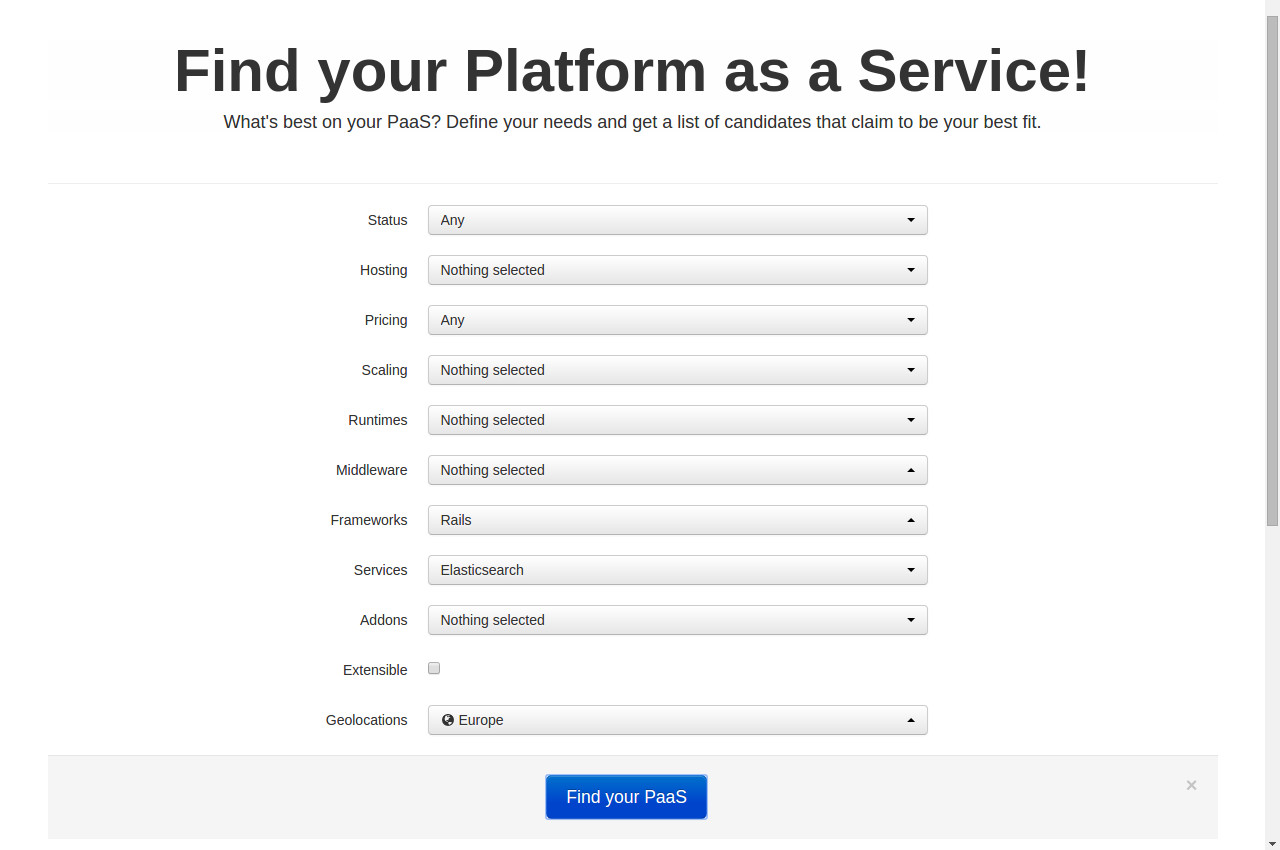 Find your Platform as a Service!
What's best on your PaaS? Define your needs and get a list of candidates that claim to be your best fit.
Status Any
Hosting Nothing selected
Pricing Any
Scaling Nothing selected
Runtimes Nothing selected
Middleware Nothing selected
Frameworks Rails
Services Elasticsearch
Addons Nothing selected
Extensible
Geolocations Europe
Find your PaaS ×